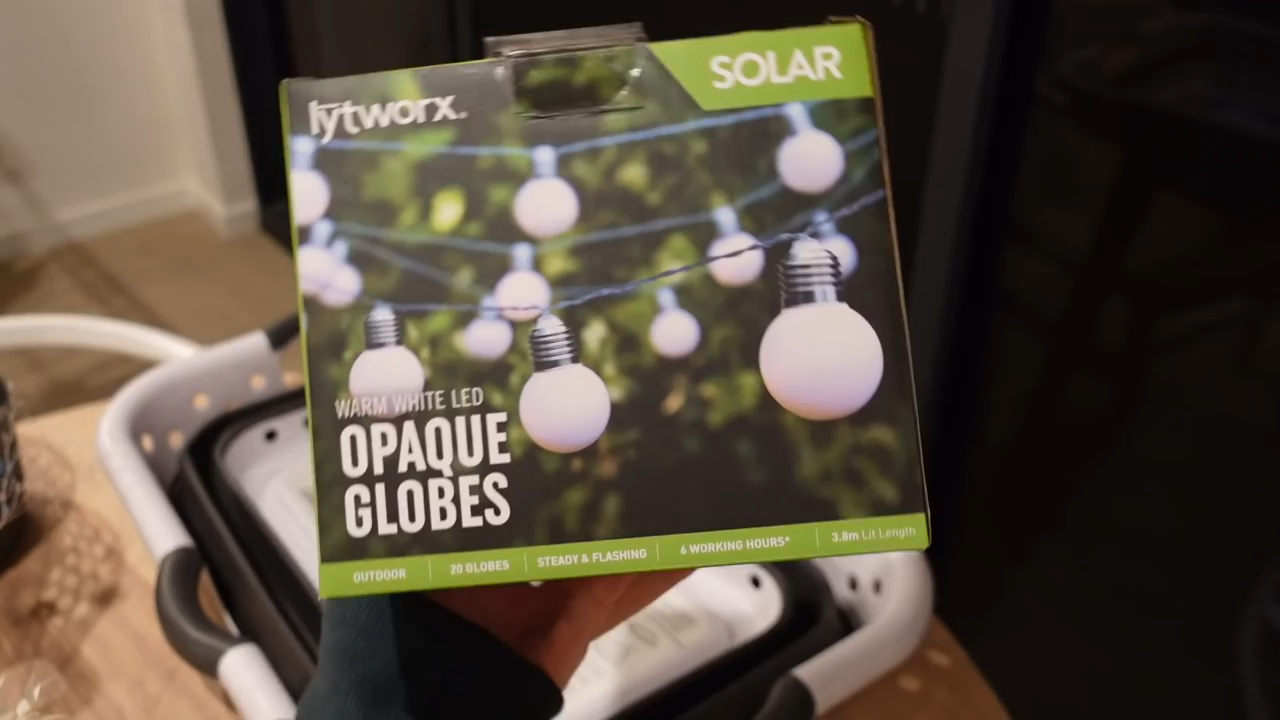 lytworx.
SOLAR
WARM WHITE LED
OPAQUE
GLOBES
OUTDOOR
20 GLOBES
STEADY & FLASHING
6 WORKING HOURS*
3.8m Lit Length